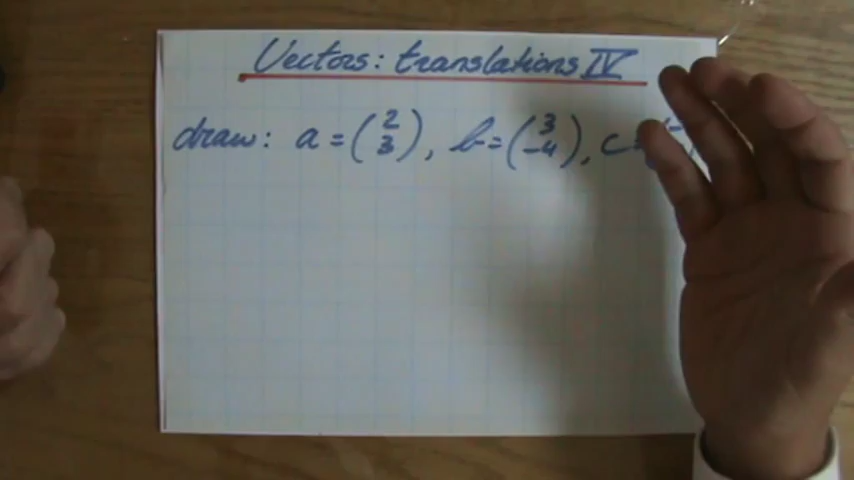 Vectors: translations IV
draw: a = (2 3), b = (3 -4), c =